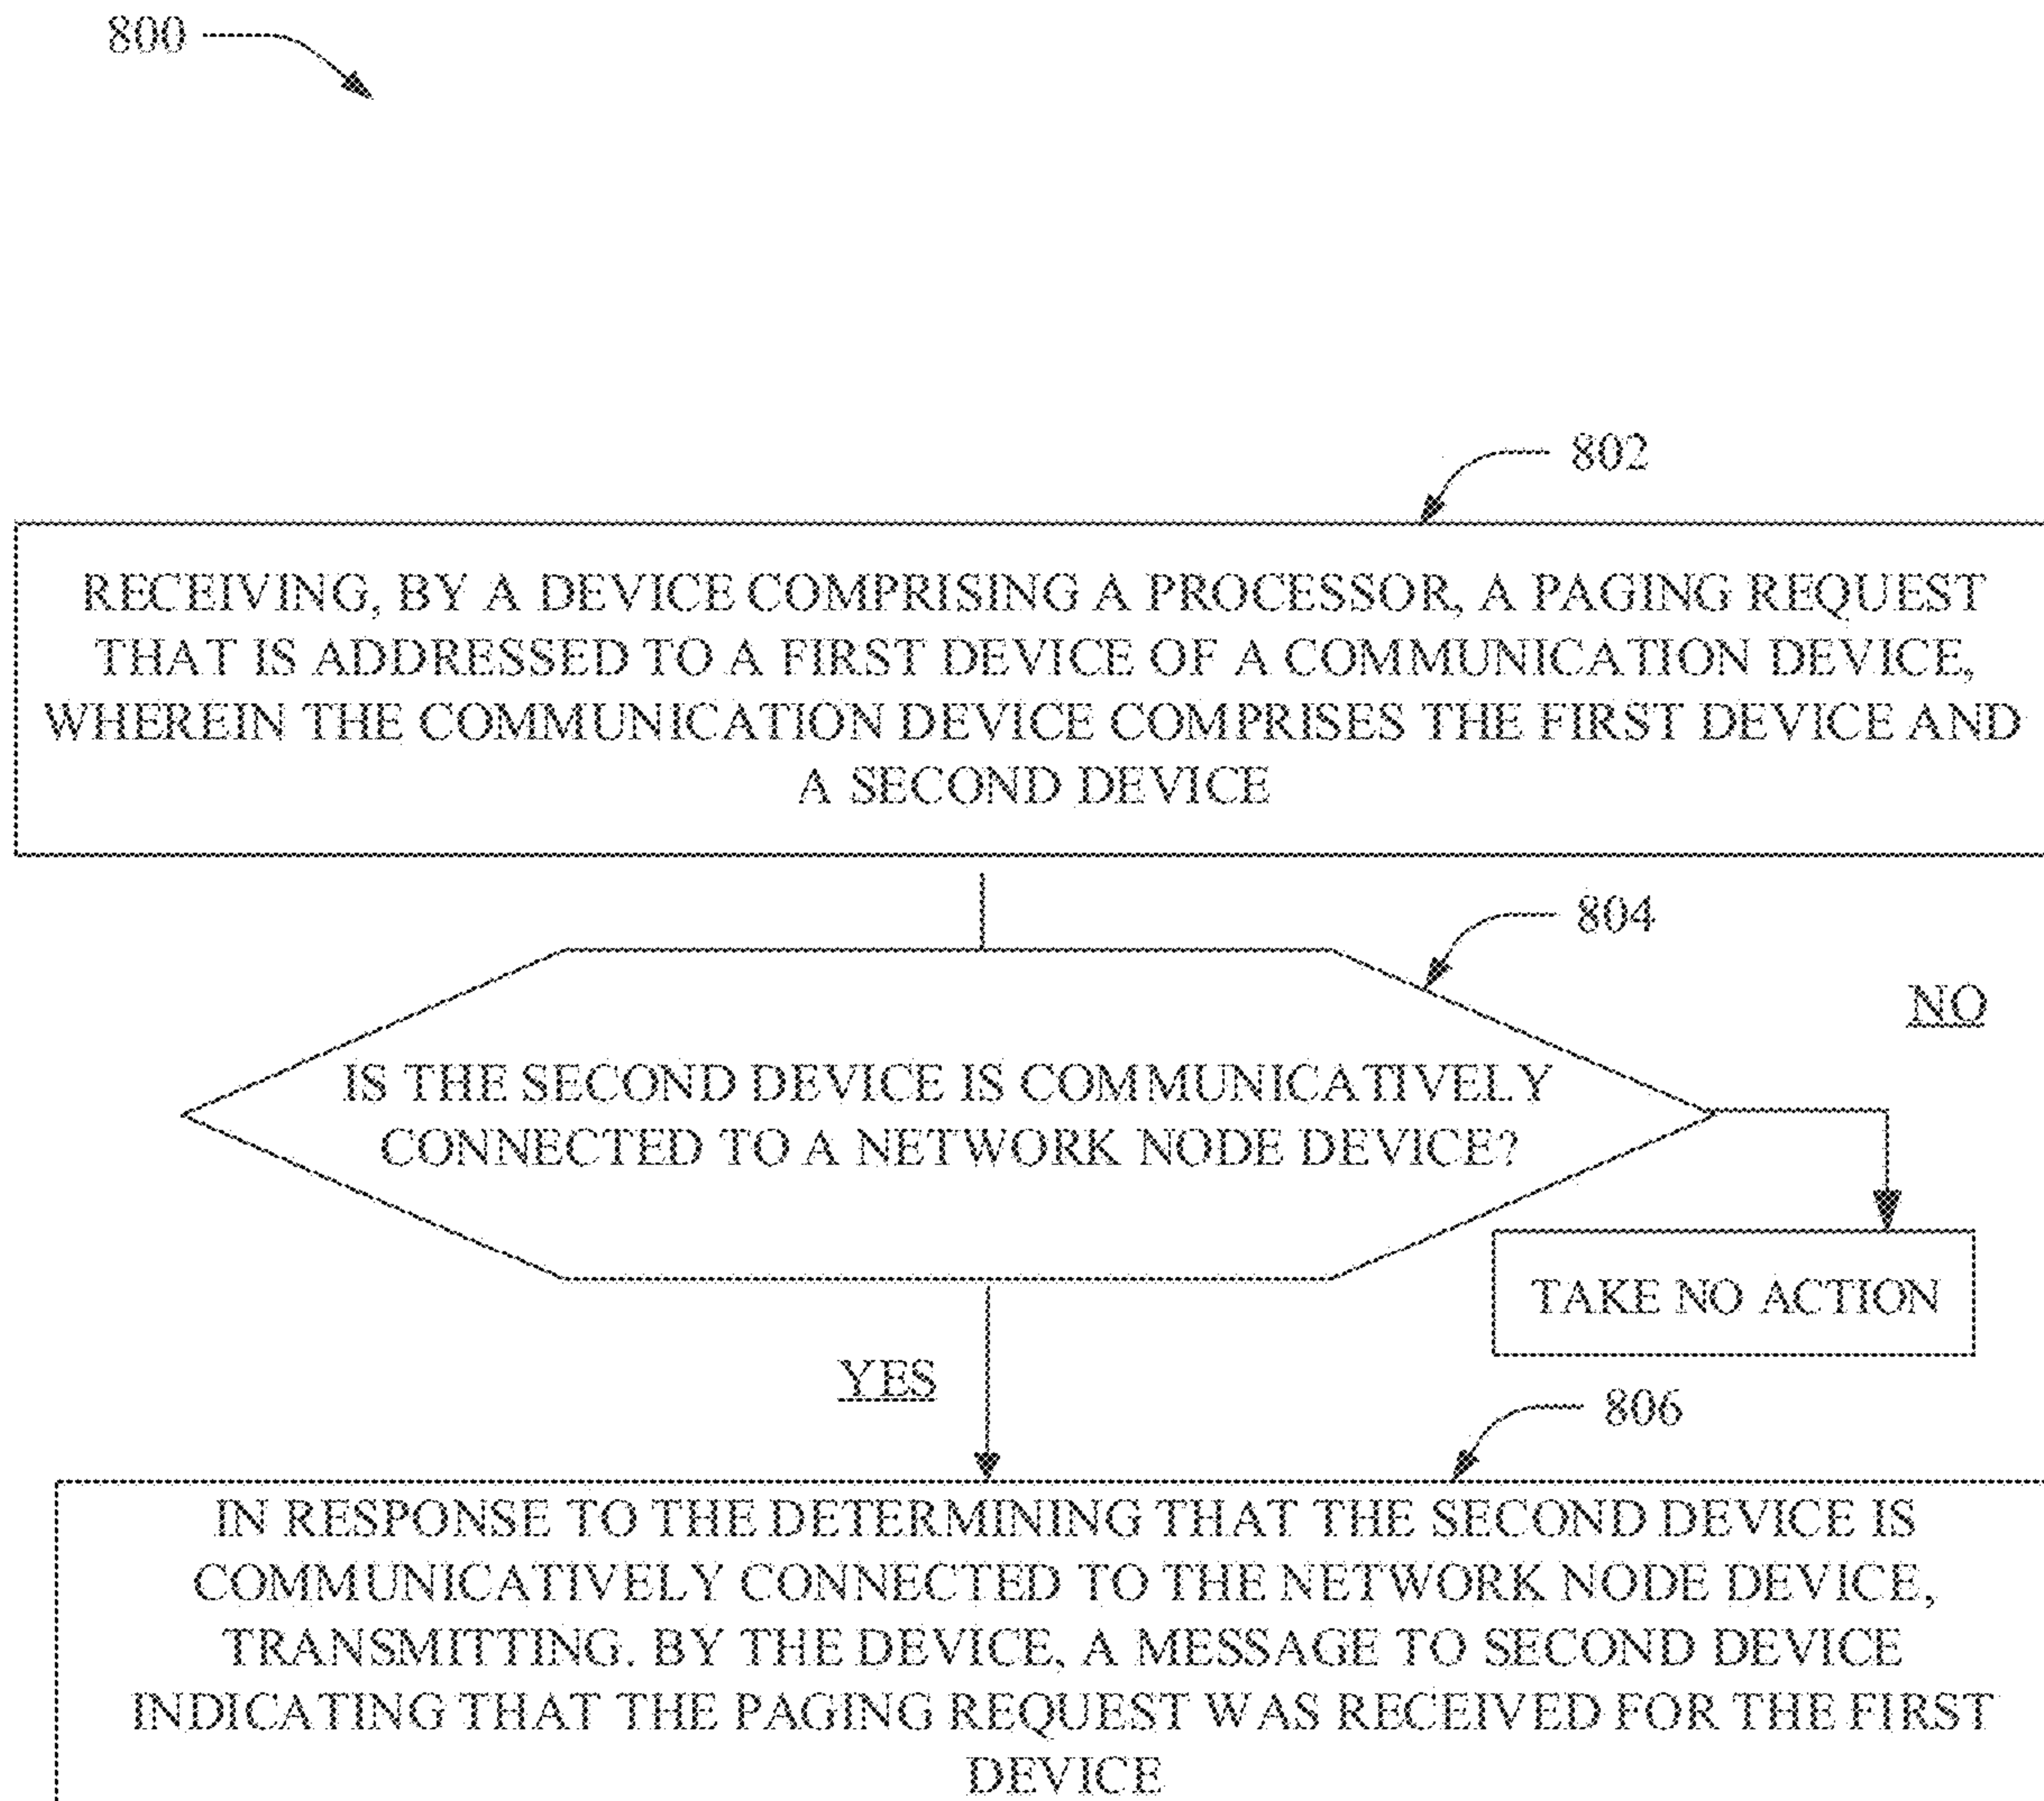 800
802
RECEIVING, BY A DEVICE COMPRISING A PROCESSOR, A PAGING REQUEST
THAT IS ADDRESSED TO A FIRST DEVICE OF A COMMUNICATION DEVICE,
WHEREIN THE COMMUNICATION DEVICE COMPRISES THE FIRST DEVICE AND
A SECOND DEVICE
804
NO
IS THE SECOND DEVICE IS COMMUNICATIVELY
CONNECTED TO A NETWORK NODE DEVICE?
TAKE NO ACTION
YES
806
IN RESPONSE TO THE DETERMINING THAT THE SECOND DEVICE IS
COMMUNICATIVELY CONNECTED TO THE NETWORK NODE DEVICE,
TRANSMITTING. BY THE DEVICE, A MESSAGE TO SECOND DEVICE
INDICATING THAT THE PAGING REQUEST WAS RECEIVED FOR THE FIRST
DEVICE